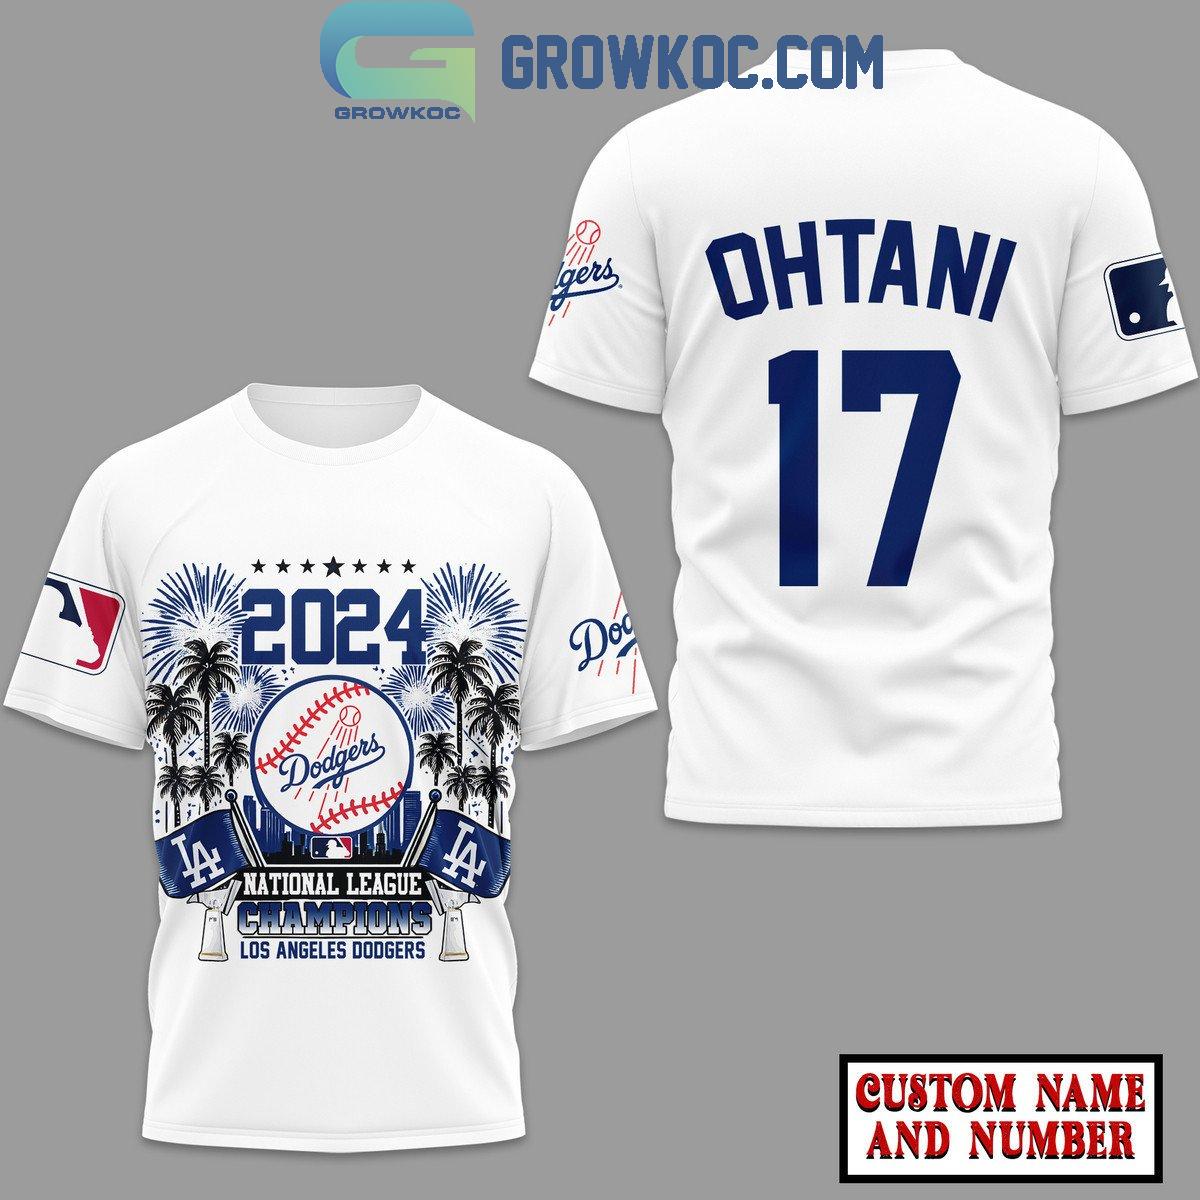 GROWKOC
GROWKOC.COM
Dodgers
OHTANI
17
2024
Dodgers
LA
LA
NATIONAL LEAGUE
CHAMPIONS
LOS ANGELES DODGERS
CUSTOM NAME
AND NUMBER